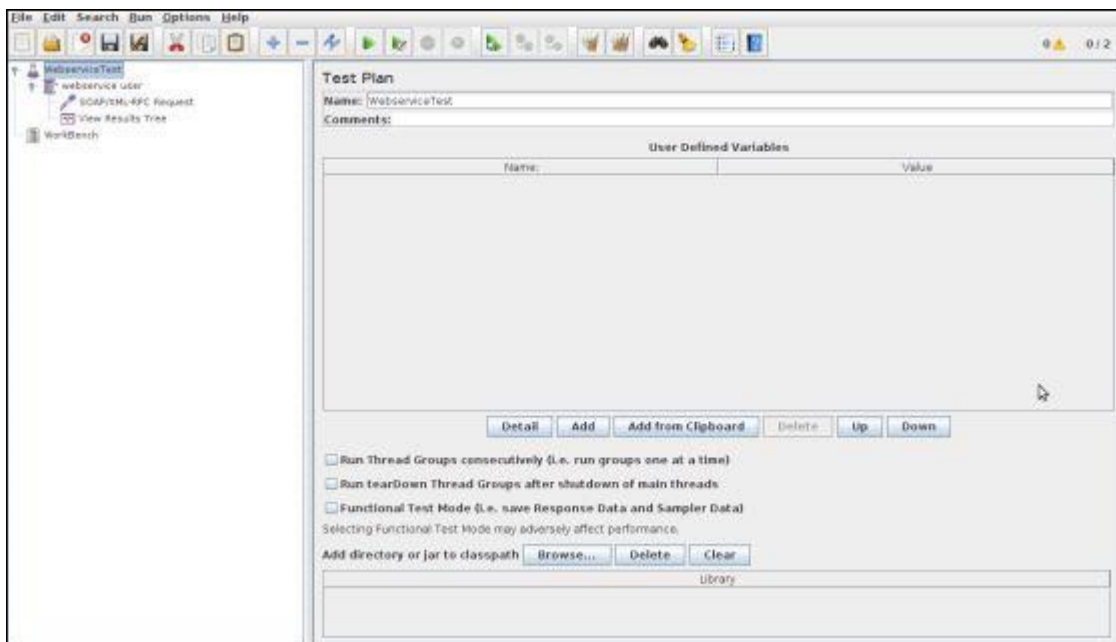 File Edit Search Run Options Help
0 0 / 2
WebserviceTest
webservice user
SOAP/XML-RPC Request
View Results Tree
WorkBench
Test Plan
Name: WebserviceTest
Comments:
User Defined Variables
Name: Value
Detail Add Add from Clipboard Delete Up Down
Run Thread Groups consecutively (i.e. run groups one at a time)
Run tearDown Thread Groups after shutdown of main threads
Functional Test Mode (i.e. save Response Data and Sampler Data)
Selecting Functional Test Mode may adversely affect performance.
Add directory or jar to classpath Browse... Delete Clear
Library